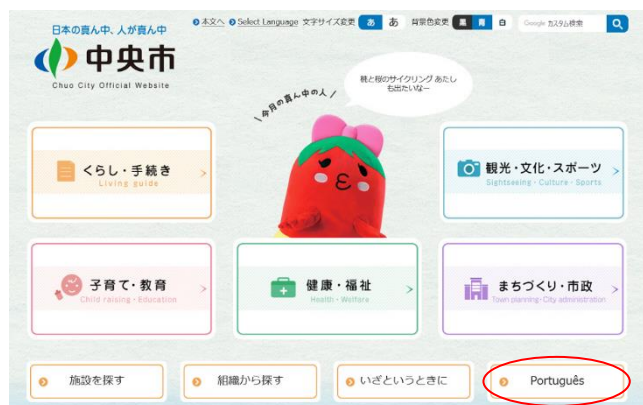 日本の真ん中、人が真ん中
中央市
Chuo City Official Website
本文へ Select Language 文字サイズ変更 あ あ 背景色変更 黒 青 白 Google カスタム検索
今月の真ん中の人
桃と桜のサイクリング あたし
も出たいなー
くらし・手続き
Living guide
観光・文化・スポーツ
Sightseeing・Culture・Sports
子育て・教育
Child raising・Education
健康・福祉
Health・Welfare
まちづくり・市政
Town planning・City administration
施設を探す
組織から探す
いざというときに
Português